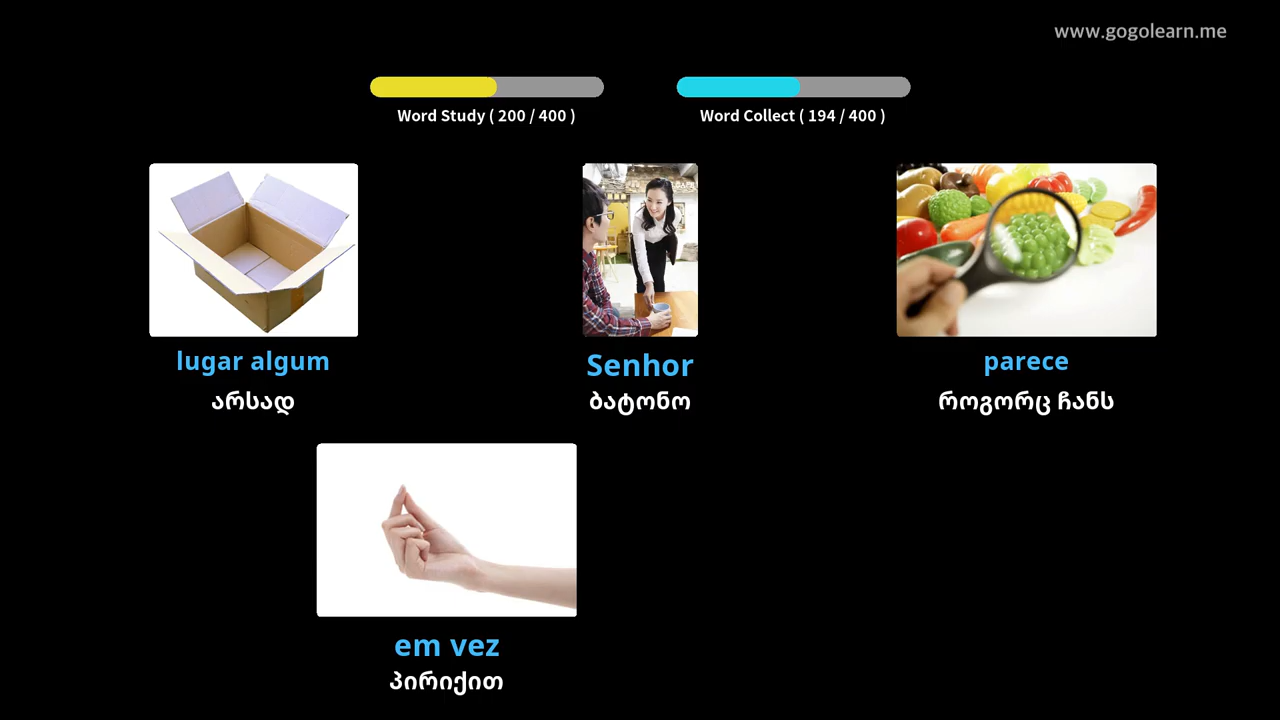 www.gogolearn.me
Word Study ( 200 / 400 )
Word Collect ( 194 / 400 )
lugar algum
არსად
Senhor
ბატონო
parece
როგორც ჩანს
em vez
პირიქით